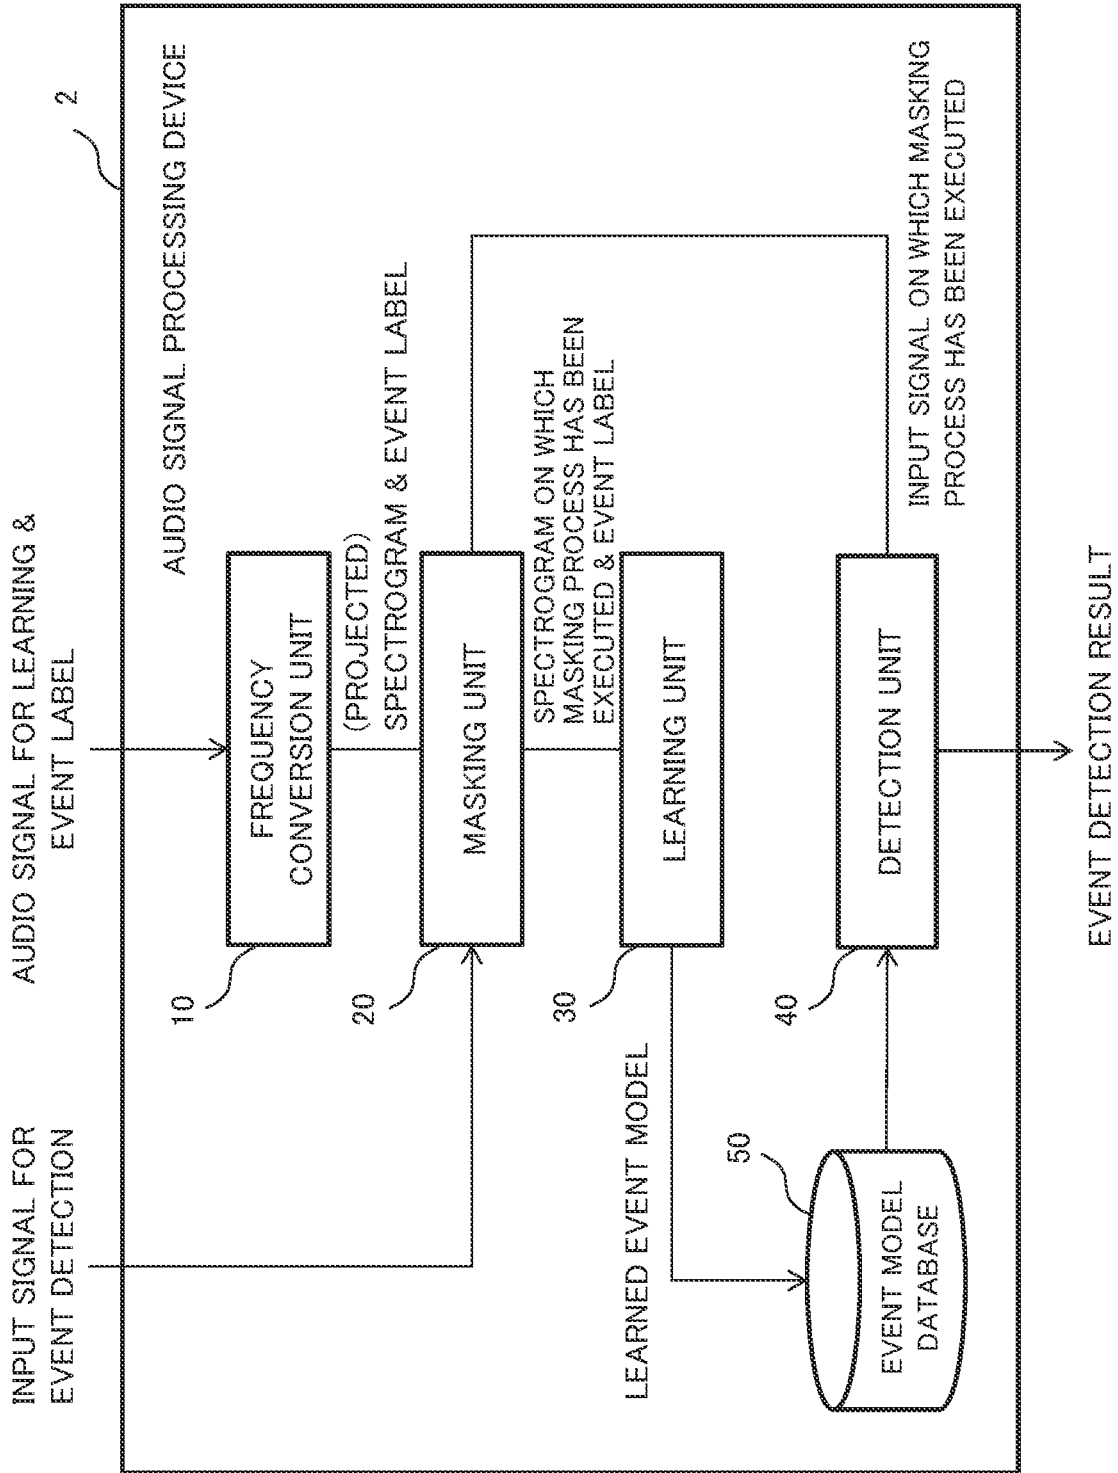 INPUT SIGNAL FOR
EVENT DETECTION
AUDIO SIGNAL FOR LEARNING &
EVENT LABEL
2
AUDIO SIGNAL PROCESSING DEVICE
10
FREQUENCY
CONVERSION UNIT
(PROJECTED)
SPECTROGRAM & EVENT LABEL
20
MASKING UNIT
SPECTROGRAM ON WHICH
MASKING PROCESS HAS BEEN
EXECUTED & EVENT LABEL
30
LEARNING UNIT
LEARNED EVENT MODEL
50
EVENT MODEL
DATABASE
40
DETECTION UNIT
INPUT SIGNAL ON WHICH MASKING
PROCESS HAS BEEN EXECUTED
EVENT DETECTION RESULT